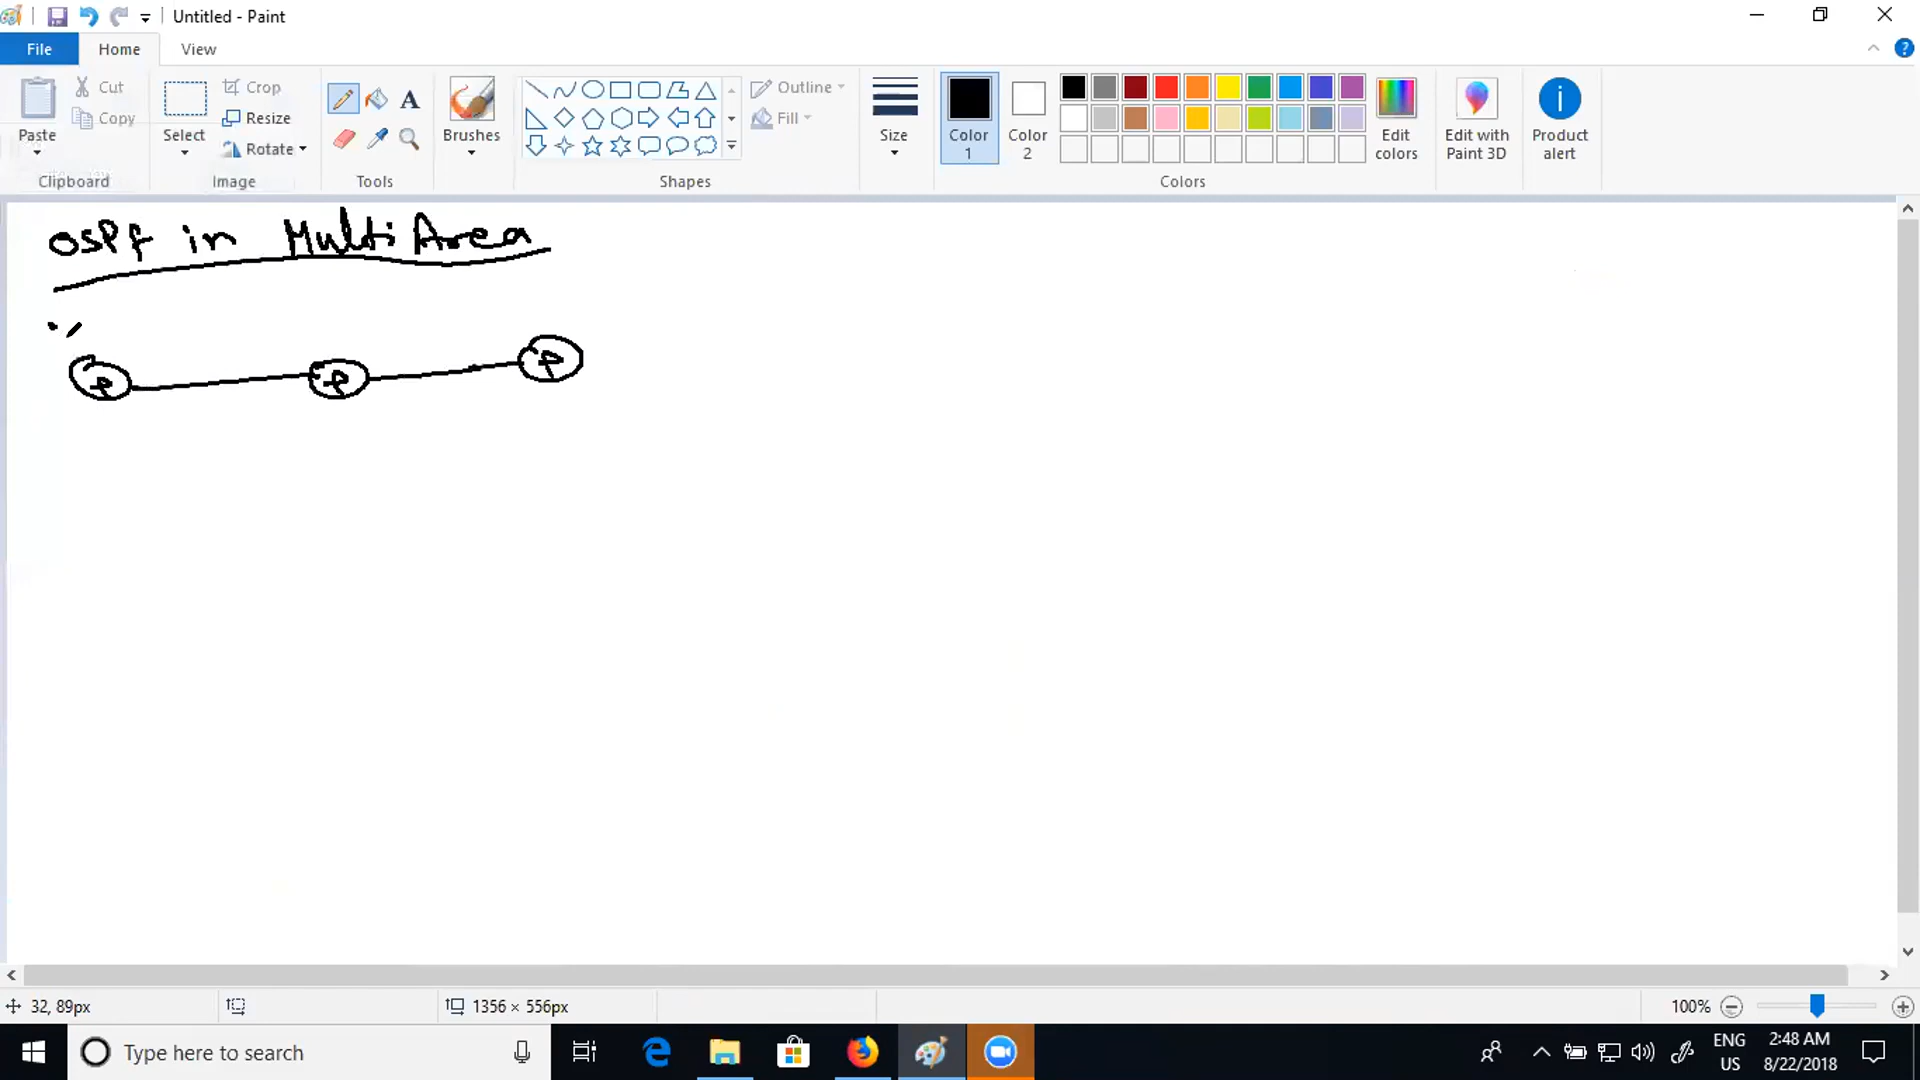 Untitled - Paint
File Home View
Paste Cut Copy Clipboard
Select Crop Resize Rotate Image
Tools
Brushes
Shapes
Outline Fill
Size
Color 1 Color 2
Edit colors
Colors
Edit with Paint 3D
Product alert
OSPf in Multi Area
32, 89px
1356 × 556px
100%
Type here to search
ENG US
2:48 AM
8/22/2018